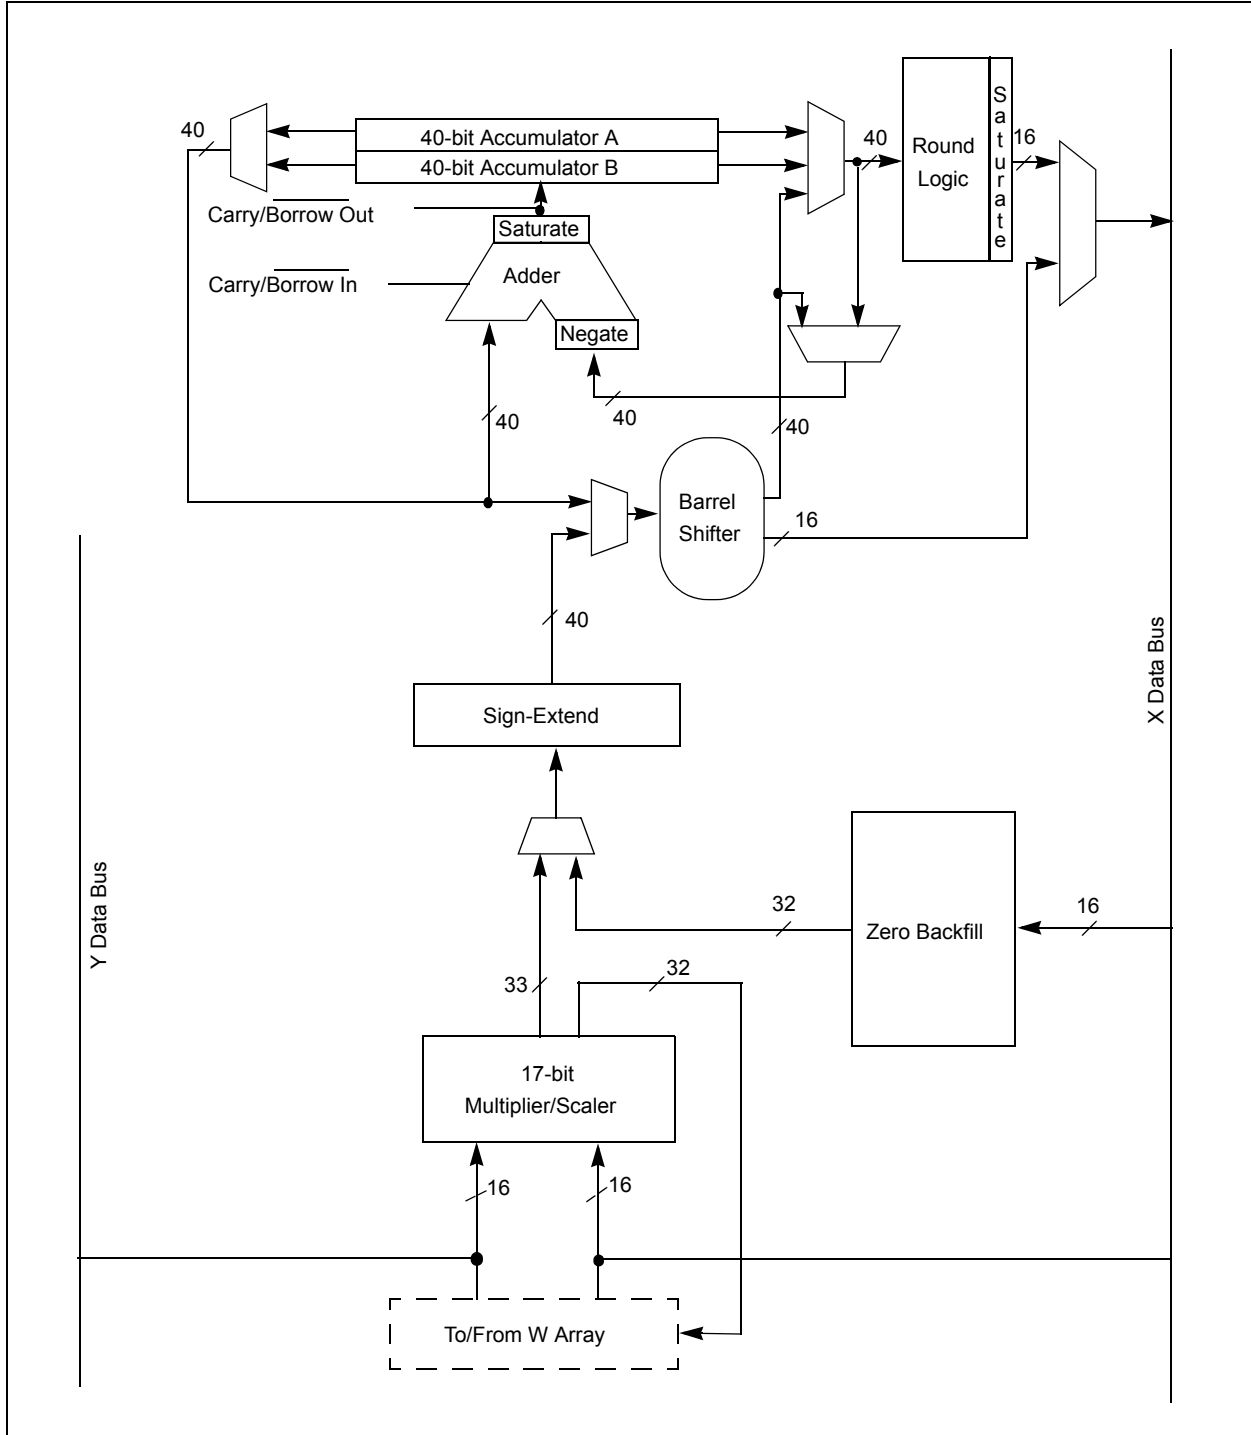 40
40-bit Accumulator A
40-bit Accumulator B
40
Round
Logic
Saturate
16
Carry/Borrow Out
Saturate
Carry/Borrow In
Adder
Negate
40
40
40
Barrel
Shifter
16
40
Sign-Extend
X Data Bus
Y Data Bus
32
Zero Backfill
16
33
32
17-bit
Multiplier/Scaler
16
16
To/From W Array